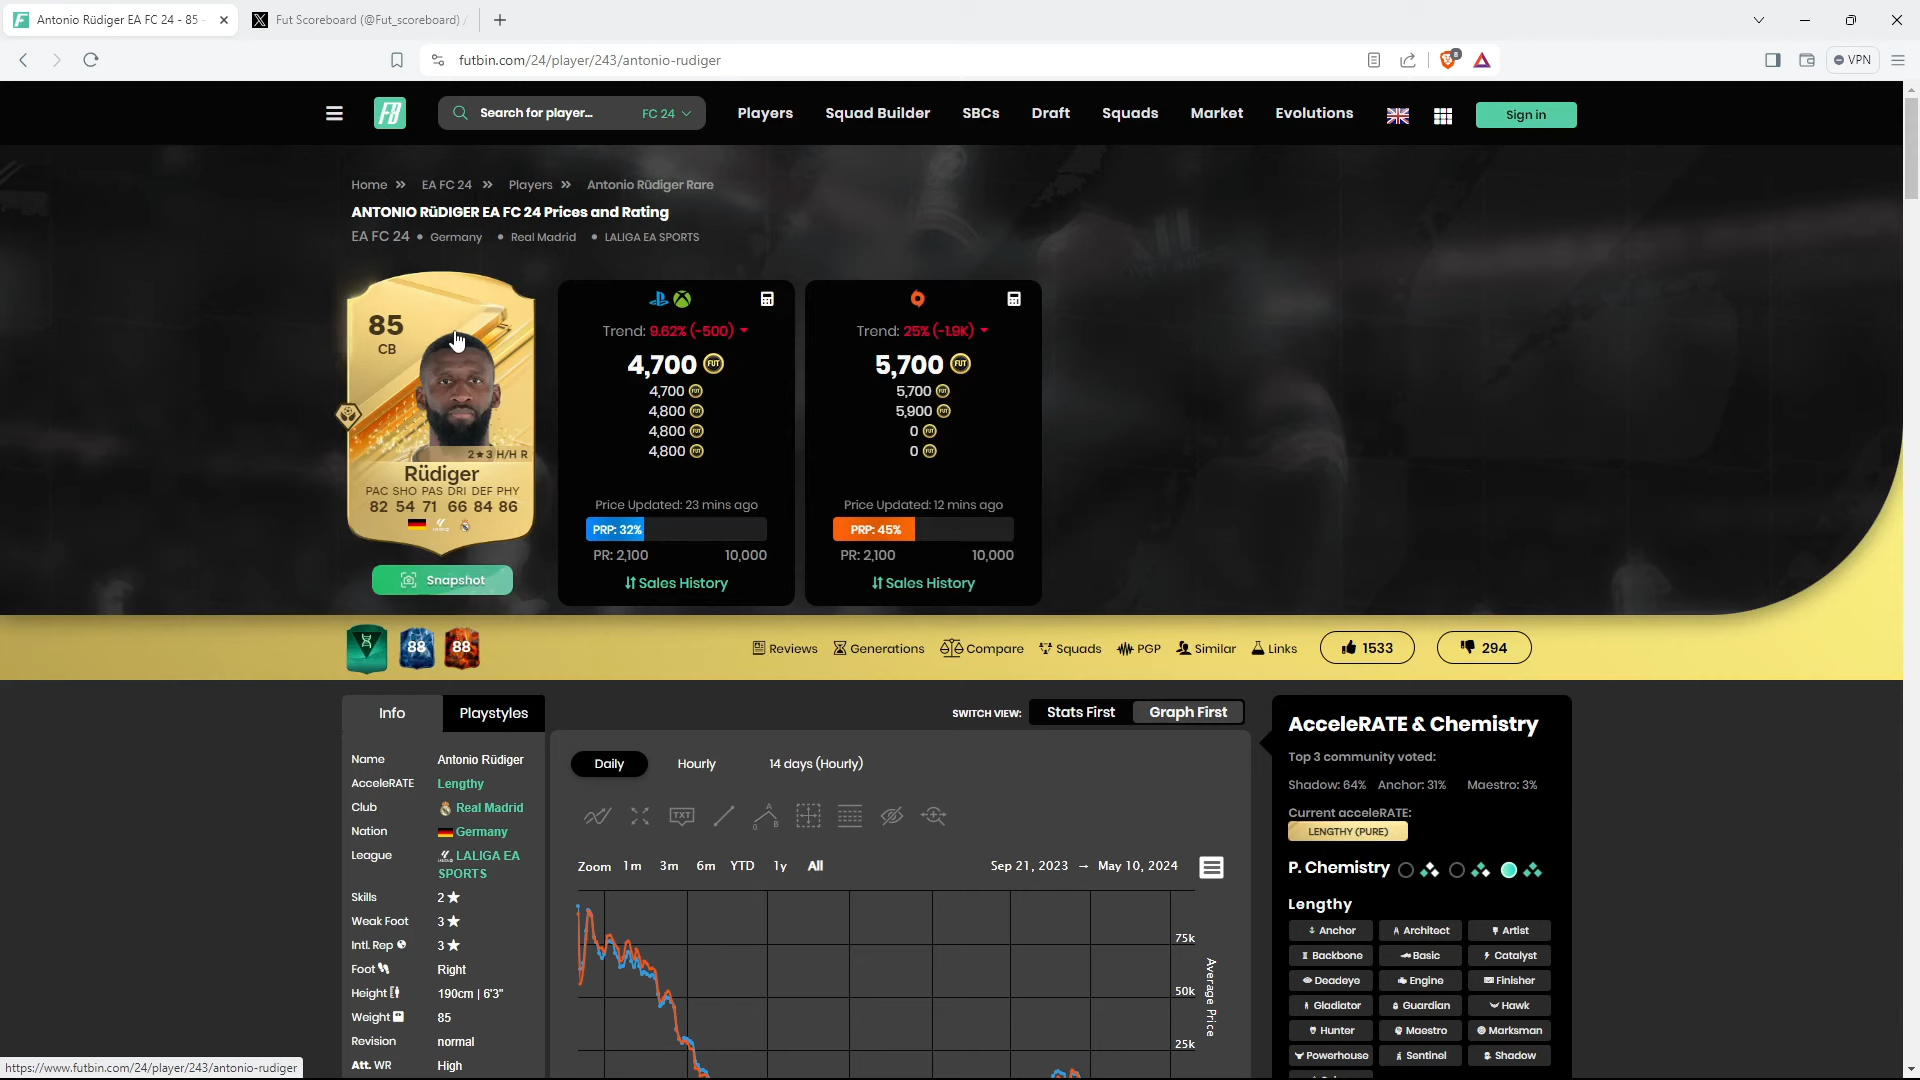 Antonio Rüdiger EA FC 24 - 85 -
Fut Scoreboard (@Fut_scoreboard) /
futbin.com/24/player/243/antonio-rudiger
8
VPN
FB
Search for player...
FC 24
Players
Squad Builder
SBCs
Draft
Squads
Market
Evolutions
Sign in
Home » EA FC 24 » Players » Antonio Rüdiger Rare
ANTONIO RüDIGER EA FC 24 Prices and Rating
EA FC 24 • Germany • Real Madrid • LALIGA EA SPORTS
85
CB
2★3 H/H R
Rüdiger
PAC SHO PAS DRI DEF PHY
82 54 71 66 84 86
Snapshot
Trend: 9.62% (-500)
4,700
4,700
4,800
4,800
4,800
Price Updated: 23 mins ago
PRP: 32%
PR: 2,100 10,000
Sales History
Trend: 25% (-1.9K)
5,700
5,700
5,900
0
0
Price Updated: 12 mins ago
PRP: 45%
PR: 2,100 10,000
Sales History
88
88
Reviews
Generations
Compare
Squads
PGP
Similar
Links
1533
294
Info
Playstyles
Name Antonio Rüdiger
AcceleRATE Lengthy
Club Real Madrid
Nation Germany
League LALIGA EA
SPORTS
Skills 2★
Weak Foot 3★
Intl. Rep 3★
Foot Right
Height 190cm | 6'3"
Weight 85
Revision normal
Att. WR High
SWITCH VIEW:
Stats First
Graph First
Daily
Hourly
14 days (Hourly)
TXT
Zoom 1m 3m 6m YTD 1y All
Sep 21, 2023 → May 10, 2024
75k
50k
25k
Average Price
AcceleRATE & Chemistry
Top 3 community voted:
Shadow: 64% Anchor: 31% Maestro: 3%
Current acceleRATE:
LENGTHY (PURE)
P. Chemistry
Lengthy
Anchor Architect Artist
Backbone Basic Catalyst
Deadeye Engine Finisher
Gladiator Guardian Hawk
Hunter Maestro Marksman
Powerhouse Sentinel Shadow
https://www.futbin.com/24/player/243/antonio-rudiger